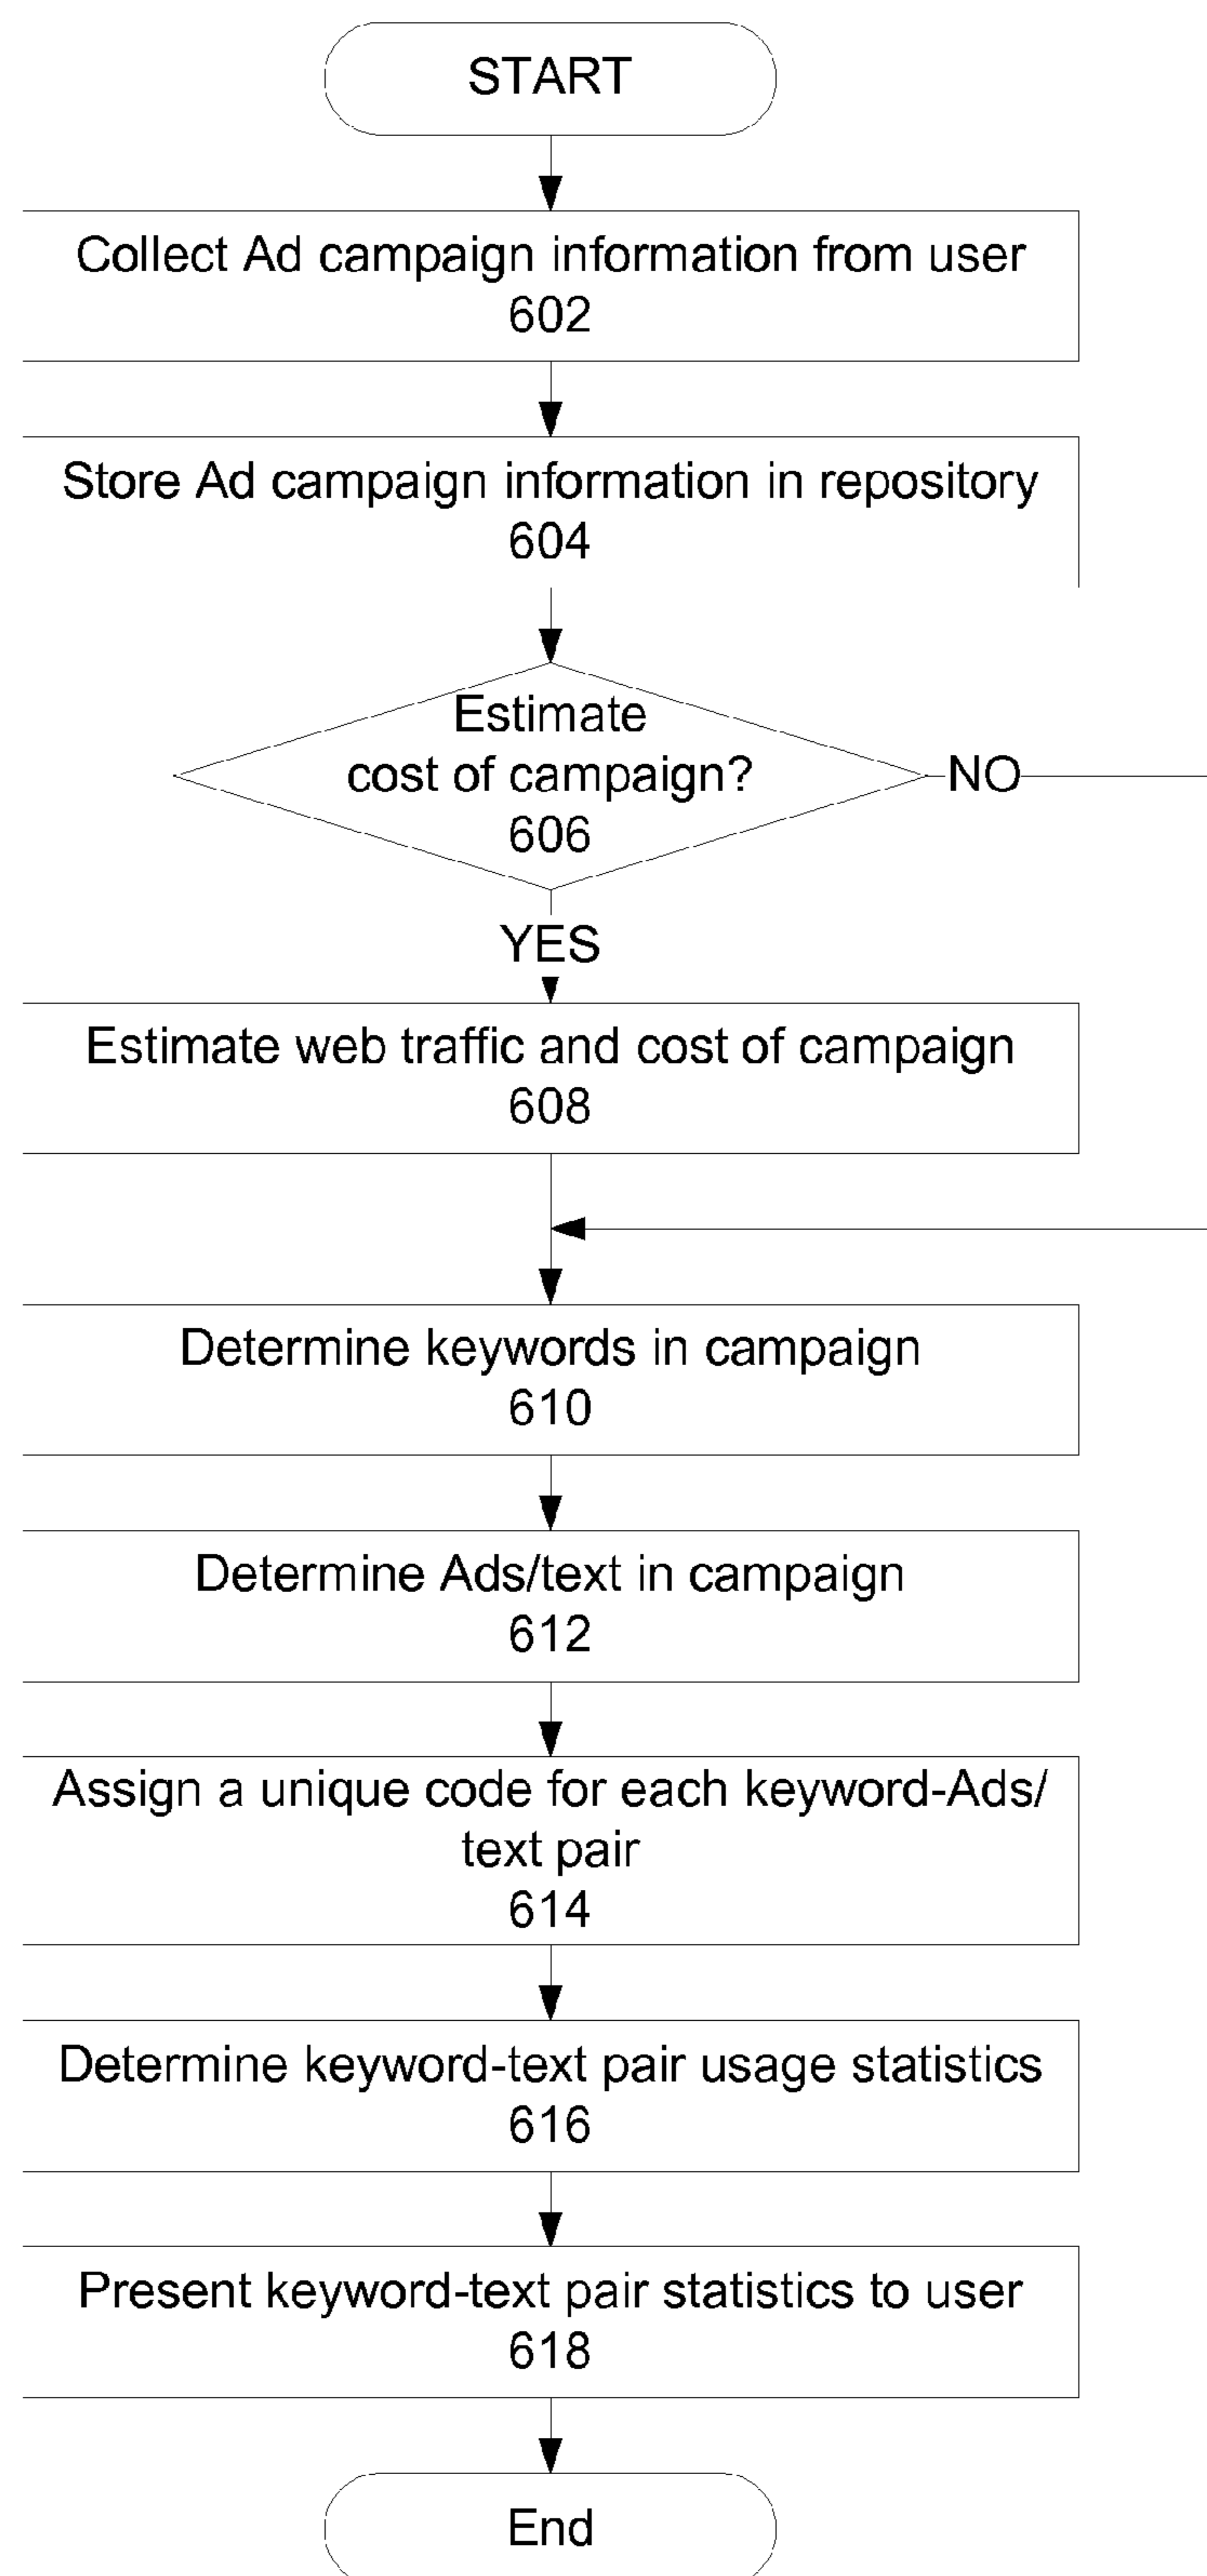 START
Collect Ad campaign information from user
602
Store Ad campaign information in repository
604
Estimate
cost of campaign?
606
NO
YES
Estimate web traffic and cost of campaign
608
Determine keywords in campaign
610
Determine Ads/text in campaign
612
Assign a unique code for each keyword-Ads/
text pair
614
Determine keyword-text pair usage statistics
616
Present keyword-text pair statistics to user
618
End